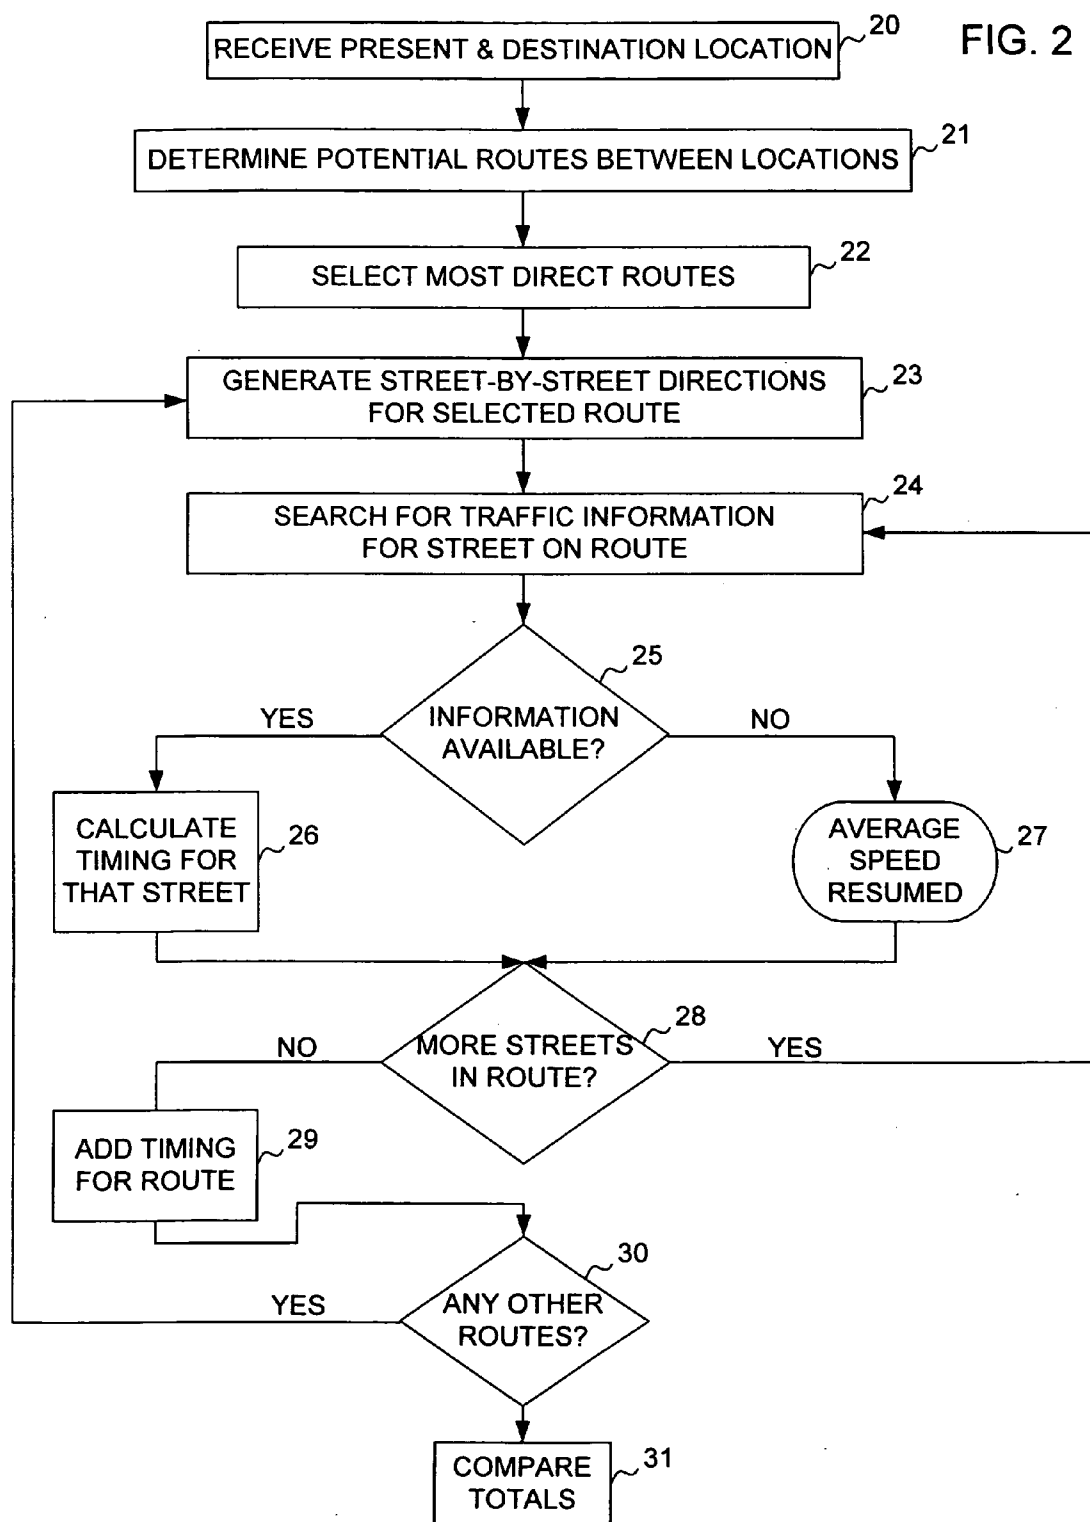 FIG. 2
20
RECEIVE PRESENT & DESTINATION LOCATION
21
DETERMINE POTENTIAL ROUTES BETWEEN LOCATIONS
22
SELECT MOST DIRECT ROUTES
GENERATE STREET-BY-STREET DIRECTIONS
FOR SELECTED ROUTE
23
24
SEARCH FOR TRAFFIC INFORMATION
FOR STREET ON ROUTE
25
INFORMATION
AVAILABLE?
YES
NO
CALCULATE
TIMING FOR
THAT STREET
26
AVERAGE
SPEED
RESUMED
27
28
MORE STREETS
IN ROUTE?
NO
YES
ADD TIMING
FOR ROUTE
29
30
ANY OTHER
ROUTES?
YES
COMPARE
TOTALS
31